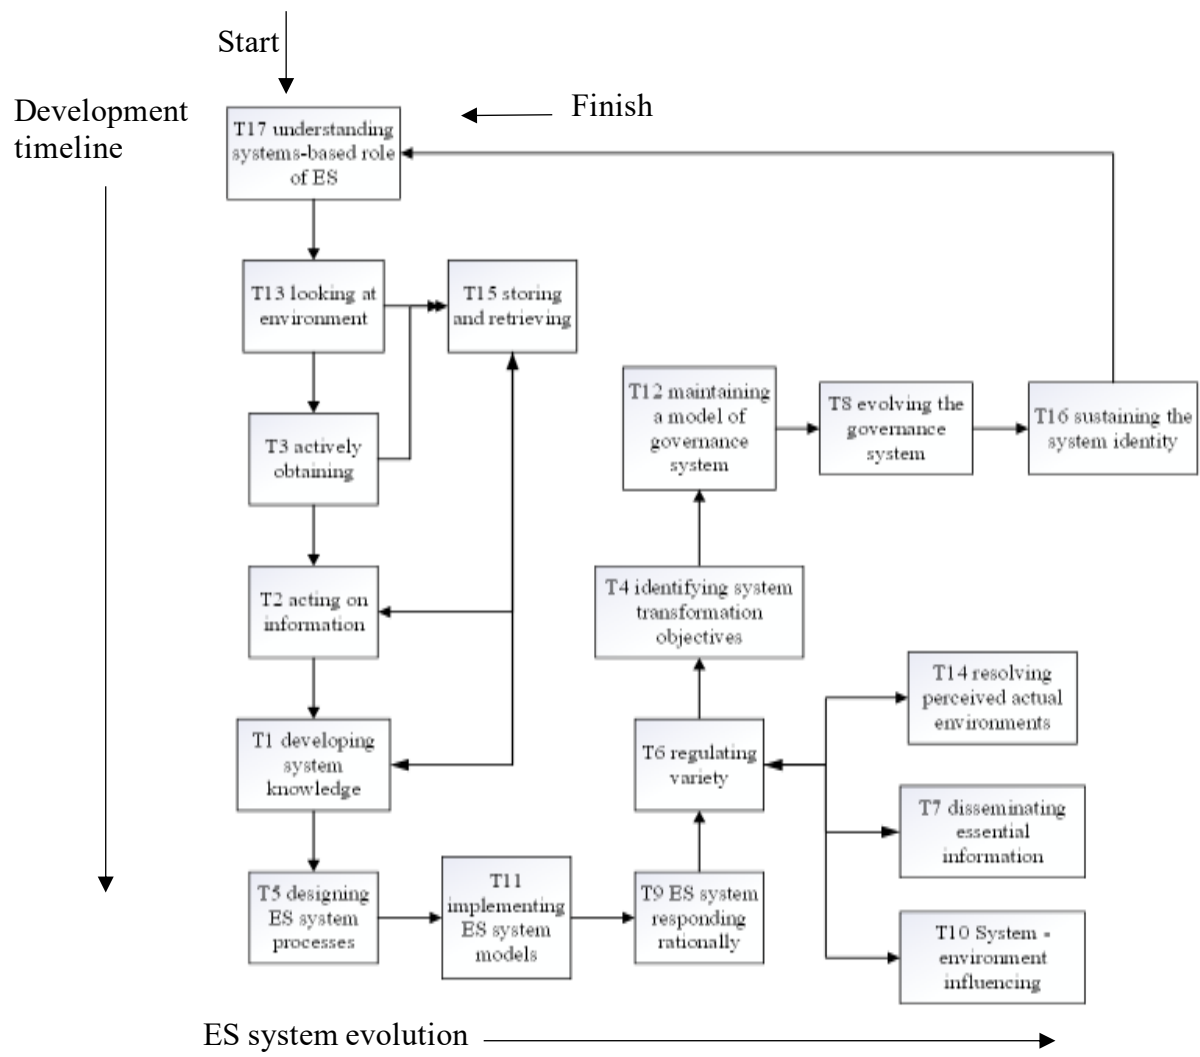 Start
Development
timeline
Finish
T17 understanding
systems-based role
of ES
T13 looking at
environment
T15 storing
and retrieving
T3 actively
obtaining
T12 maintaining
a model of
governance
system
T8 evolving the
governance
system
T16 sustaining the
system identity
T2 acting on
information
T4 identifying system
transformation
objectives
T14 resolving
perceived actual
environments
T1 developing
system
knowledge
T6 regulating
variety
T7 disseminating
essential
information
T5 designing
ES system
processes
T11
implementing
ES system
models
T9 ES system
responding
rationally
T10 System -
environment
influencing
ES system evolution